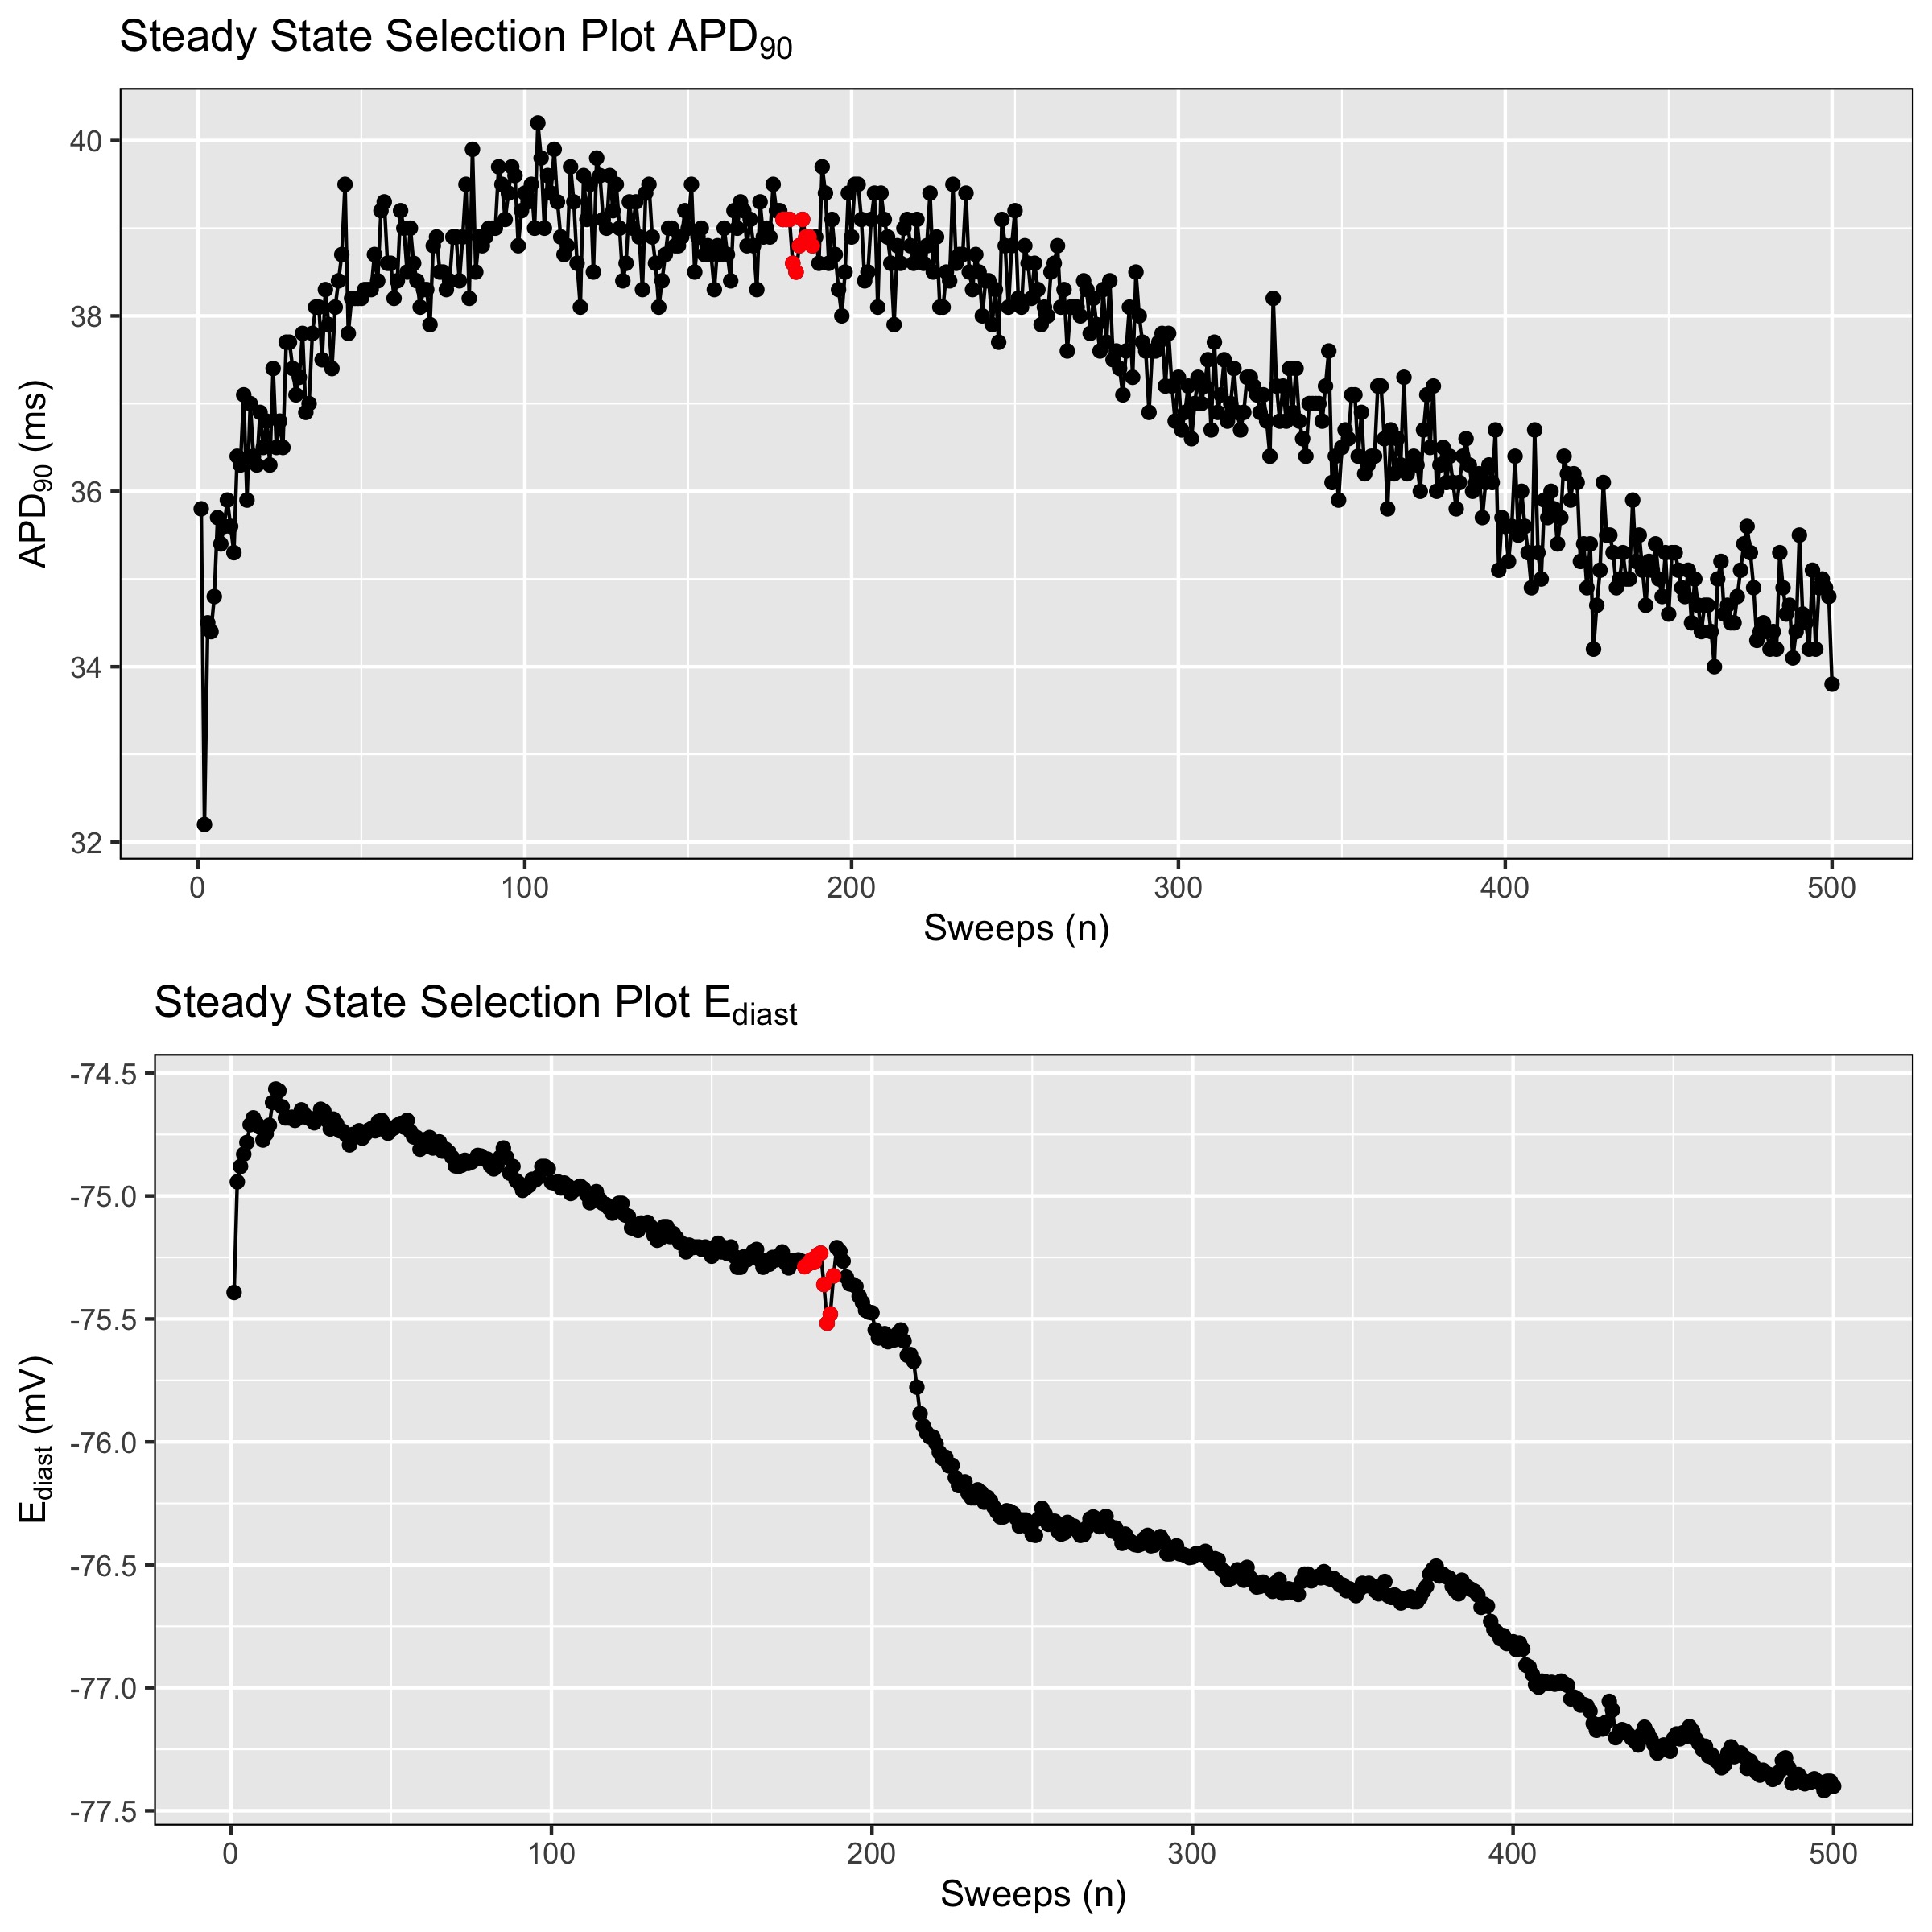 Steady State Selection Plot APD90
40
38
36
34
32
APD90 (ms)
0 100 200 300 400 500
Sweeps (n)
Steady State Selection Plot Ediast
-74.5
-75.0
-75.5
-76.0
-76.5
-77.0
-77.5
Ediast (mV)
0 100 200 300 400 500
Sweeps (n)